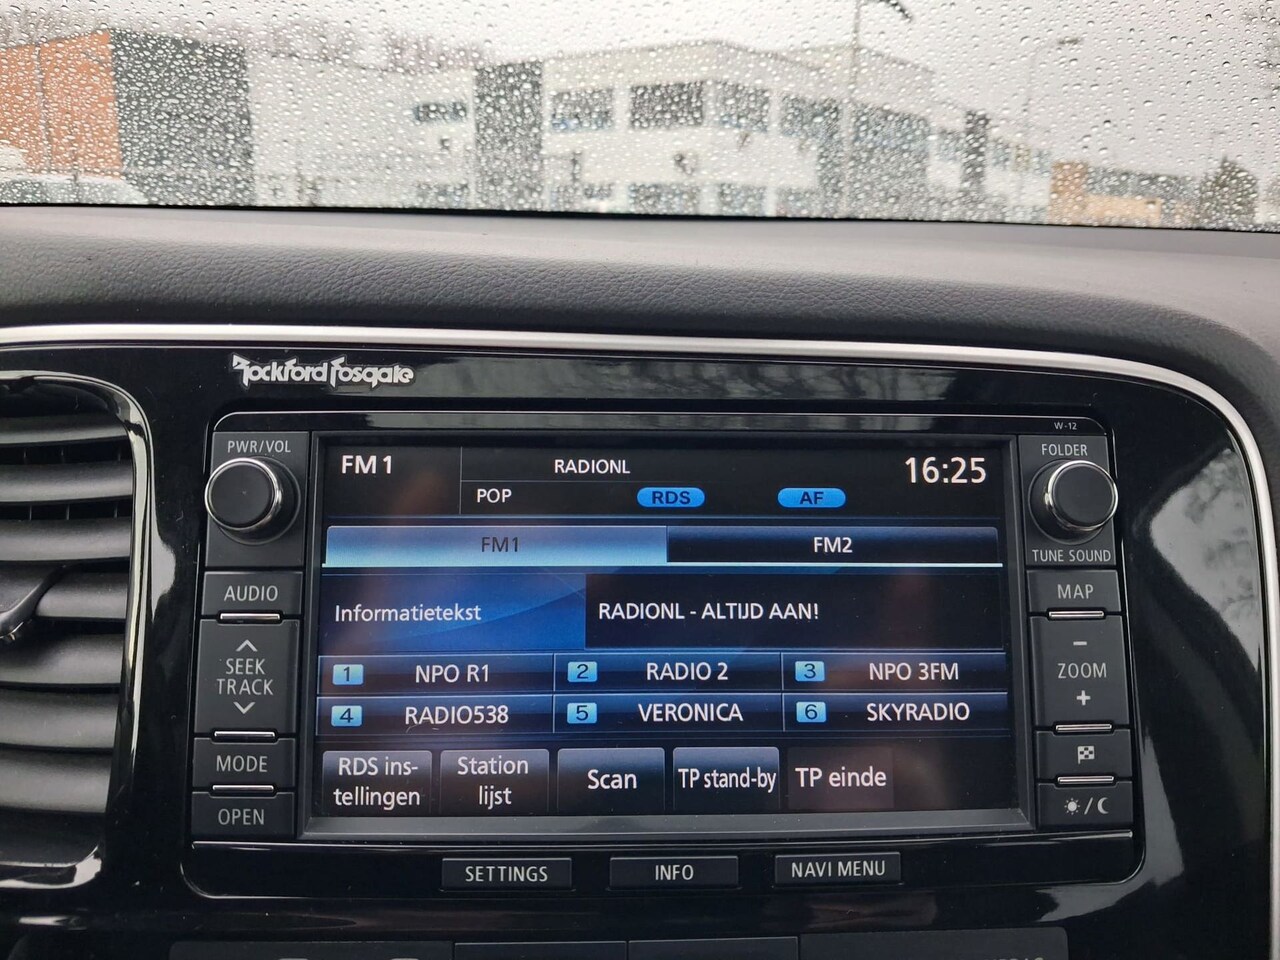 Rockford Fosgate
W-12
PWR/VOL
FM1 RADIONL 16:25
POP RDS AF
FOLDER
TUNE SOUND
FM1 FM2
AUDIO
MAP
Informatietekst RADIONL - ALTIJD AAN!
SEEK
TRACK
ZOOM
1 NPO R1 2 RADIO 2 3 NPO 3FM
4 RADIO538 5 VERONICA 6 SKYRADIO
MODE
OPEN
RDS ins-
tellingen
Station
lijst
Scan
TP stand-by
TP einde
SETTINGS INFO NAVI MENU